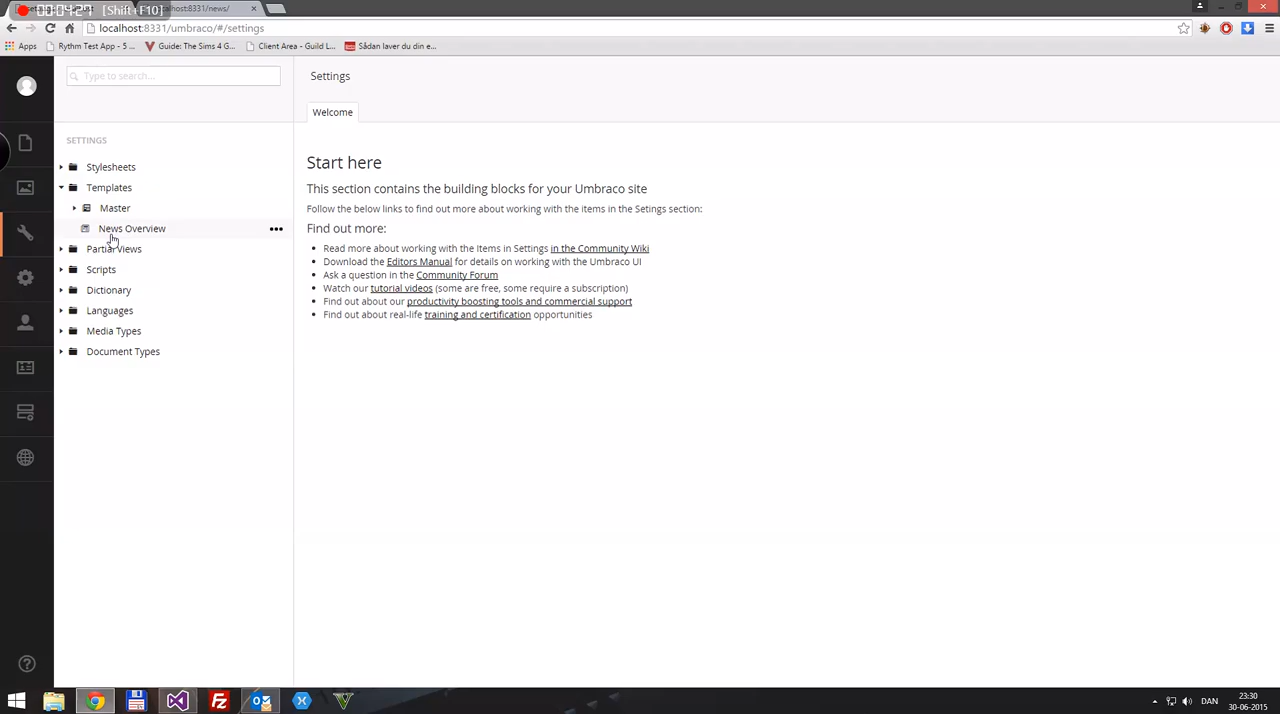 00:04:27 [Shift+F10]
localhost:8331/news/
localhost:8331/umbraco/#/settings
Apps
Rythm Test App - 5 ...
Guide: The Sims 4 G...
Client Area - Guild L...
Sådan laver du din e...
Type to search...
SETTINGS
Stylesheets
Templates
Master
News Overview
Partial Views
Scripts
Dictionary
Languages
Media Types
Document Types
Settings
Welcome
Start here
This section contains the building blocks for your Umbraco site
Follow the below links to find out more about working with the items in the Setings section:
Find out more:
Read more about working with the Items in Settings in the Community Wiki
Download the Editors Manual for details on working with the Umbraco UI
Ask a question in the Community Forum
Watch our tutorial videos (some are free, some require a subscription)
Find out about our productivity boosting tools and commercial support
Find out about real-life training and certification opportunities
DAN
23:30
30-06-2015